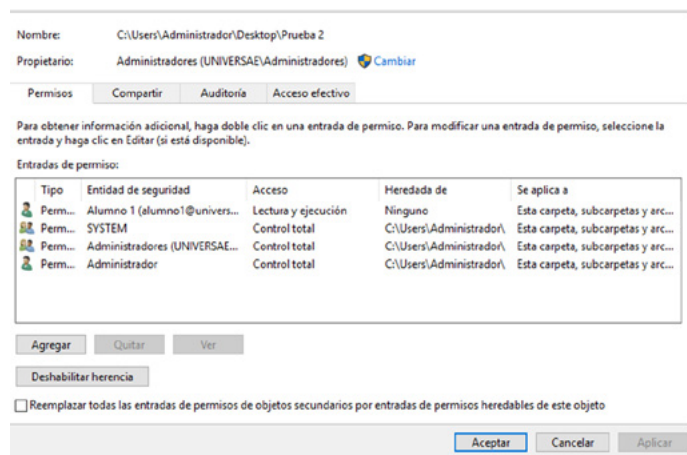 Nombre: C:\Users\Administrador\Desktop\Prueba 2
Propietario: Administradores (UNIVERSAE\Administradores) Cambiar
Permisos Compartir Auditoría Acceso efectivo
Para obtener información adicional, haga doble clic en una entrada de permiso. Para modificar una entrada de permiso, seleccione la
entrada y haga clic en Editar (si está disponible).
Entradas de permiso:
Tipo Entidad de seguridad Acceso Heredada de Se aplica a
Perm... Alumno 1 (alumno1@univers... Lectura y ejecución Ninguno Esta carpeta, subcarpetas y arc...
Perm... SYSTEM Control total C:\Users\Administrador\ Esta carpeta, subcarpetas y arc...
Perm... Administradores (UNIVERSAE... Control total C:\Users\Administrador\ Esta carpeta, subcarpetas y arc...
Perm... Administrador Control total C:\Users\Administrador\ Esta carpeta, subcarpetas y arc...
Agregar Quitar Ver
Deshabilitar herencia
Reemplazar todas las entradas de permisos de objetos secundarios por entradas de permisos heredables de este objeto
Aceptar Cancelar Aplicar